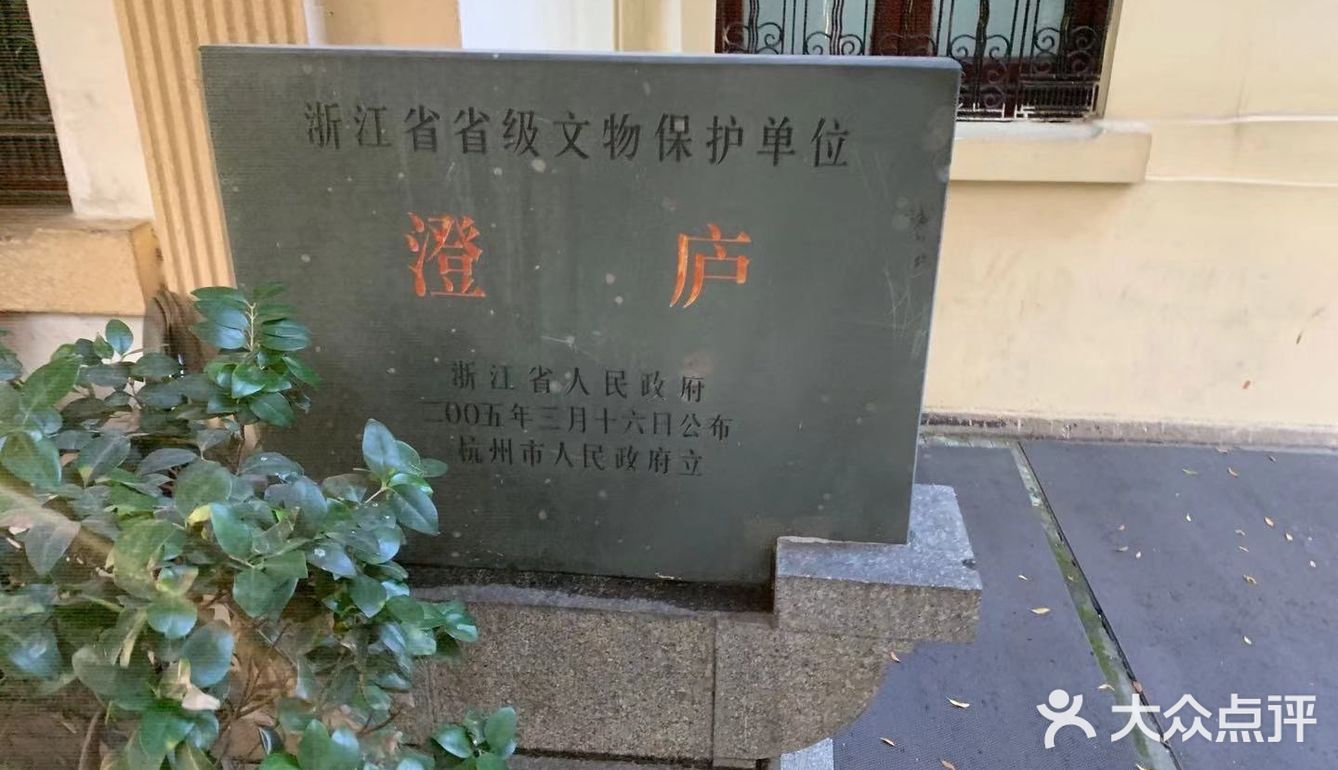 浙江省省级文物保护单位
澄庐
浙江省人民政府
二00五年三月十六日公布
杭州市人民政府立
大众点评